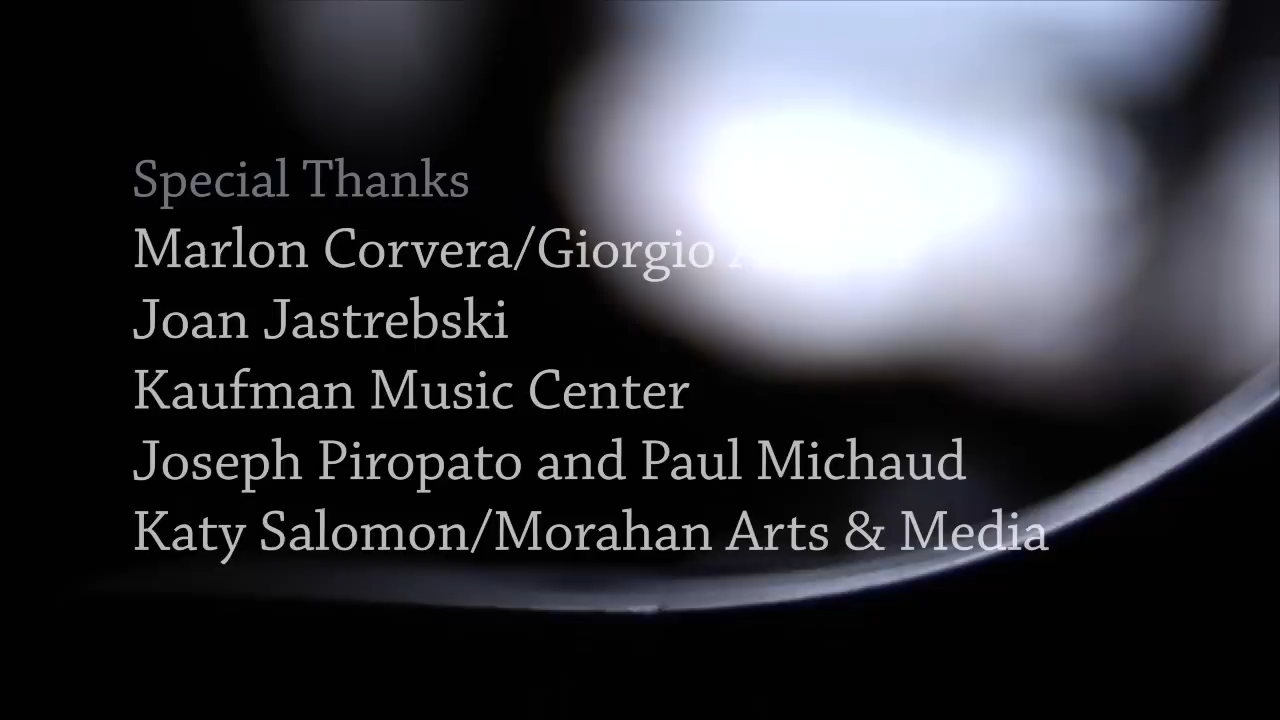 Special Thanks
Marlon Corvera/Giorgio
Joan Jastrebski
Kaufman Music Center
Joseph Piropato and Paul Michaud
Katy Salomon/Morahan Arts & Media